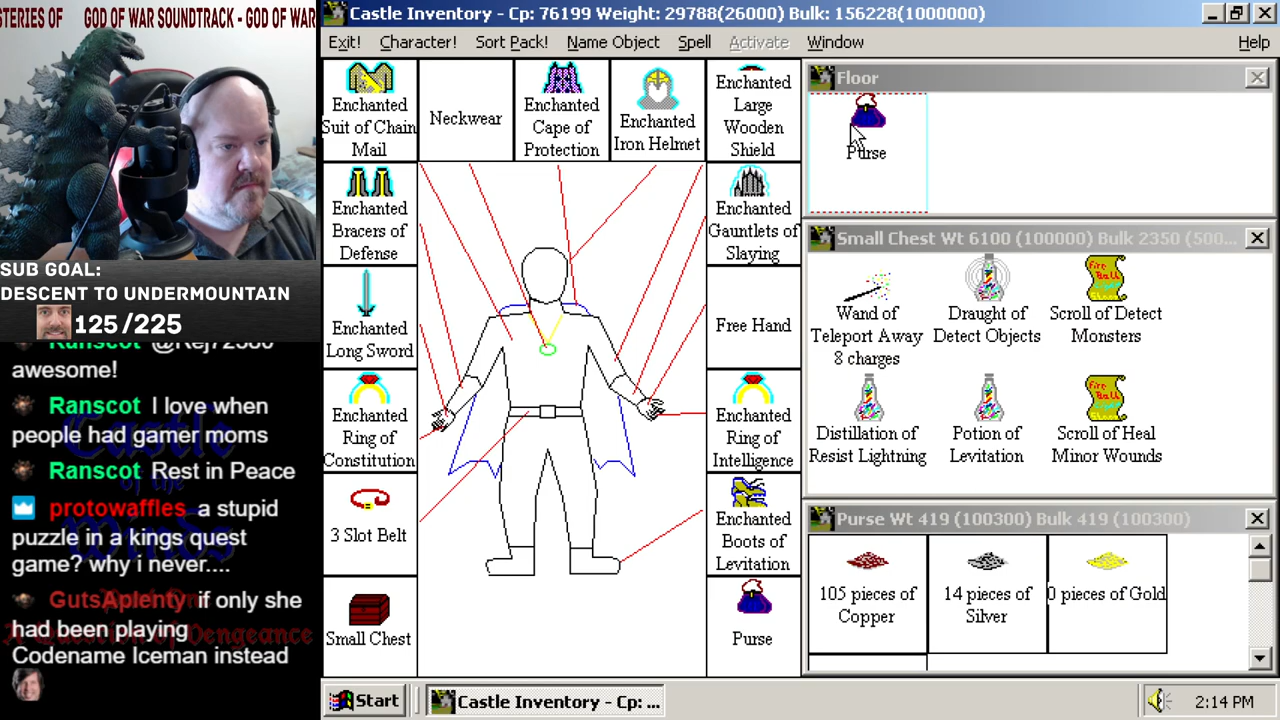 STERIES OF GOD OF WAR SOUNDTRACK - GOD OF WAR
SUB GOAL:
DESCENT TO UNDERMOUNTAIN
125 /225
awesome!
Ranscot I love when
people had gamer moms
Ranscot Rest in Peace
protowaffles a stupid
puzzle in a kings quest
game? why i never....
GutsAplenty if only she
had been playing
Codename Iceman instead
Castle Inventory - Cp: 76199 Weight: 29788(26000) Bulk: 156228(1000000)
Exit! Character! Sort Pack! Name Object Spell Activate Window Help
Enchanted
Suit of Chain
Mail
Neckwear
Enchanted
Cape of
Protection
Enchanted
Iron Helmet
Enchanted
Large
Wooden
Shield
Enchanted
Bracers of
Defense
Enchanted
Gauntlets of
Slaying
Enchanted
Long Sword
Free Hand
Enchanted
Ring of
Constitution
Enchanted
Ring of
Intelligence
3 Slot Belt
Enchanted
Boots of
Levitation
Small Chest
Purse
Floor
Purse
Small Chest Wt 6100 (100000) Bulk 2350 (500...
Wand of
Teleport Away
8 charges
Draught of
Detect Objects
Scroll of Detect
Monsters
Distillation of
Resist Lightning
Potion of
Levitation
Scroll of Heal
Minor Wounds
Purse Wt 419 (100300) Bulk 419 (100300)
105 pieces of
Copper
14 pieces of
Silver
0 pieces of Gold
Start
Castle Inventory - Cp: ...
2:14 PM